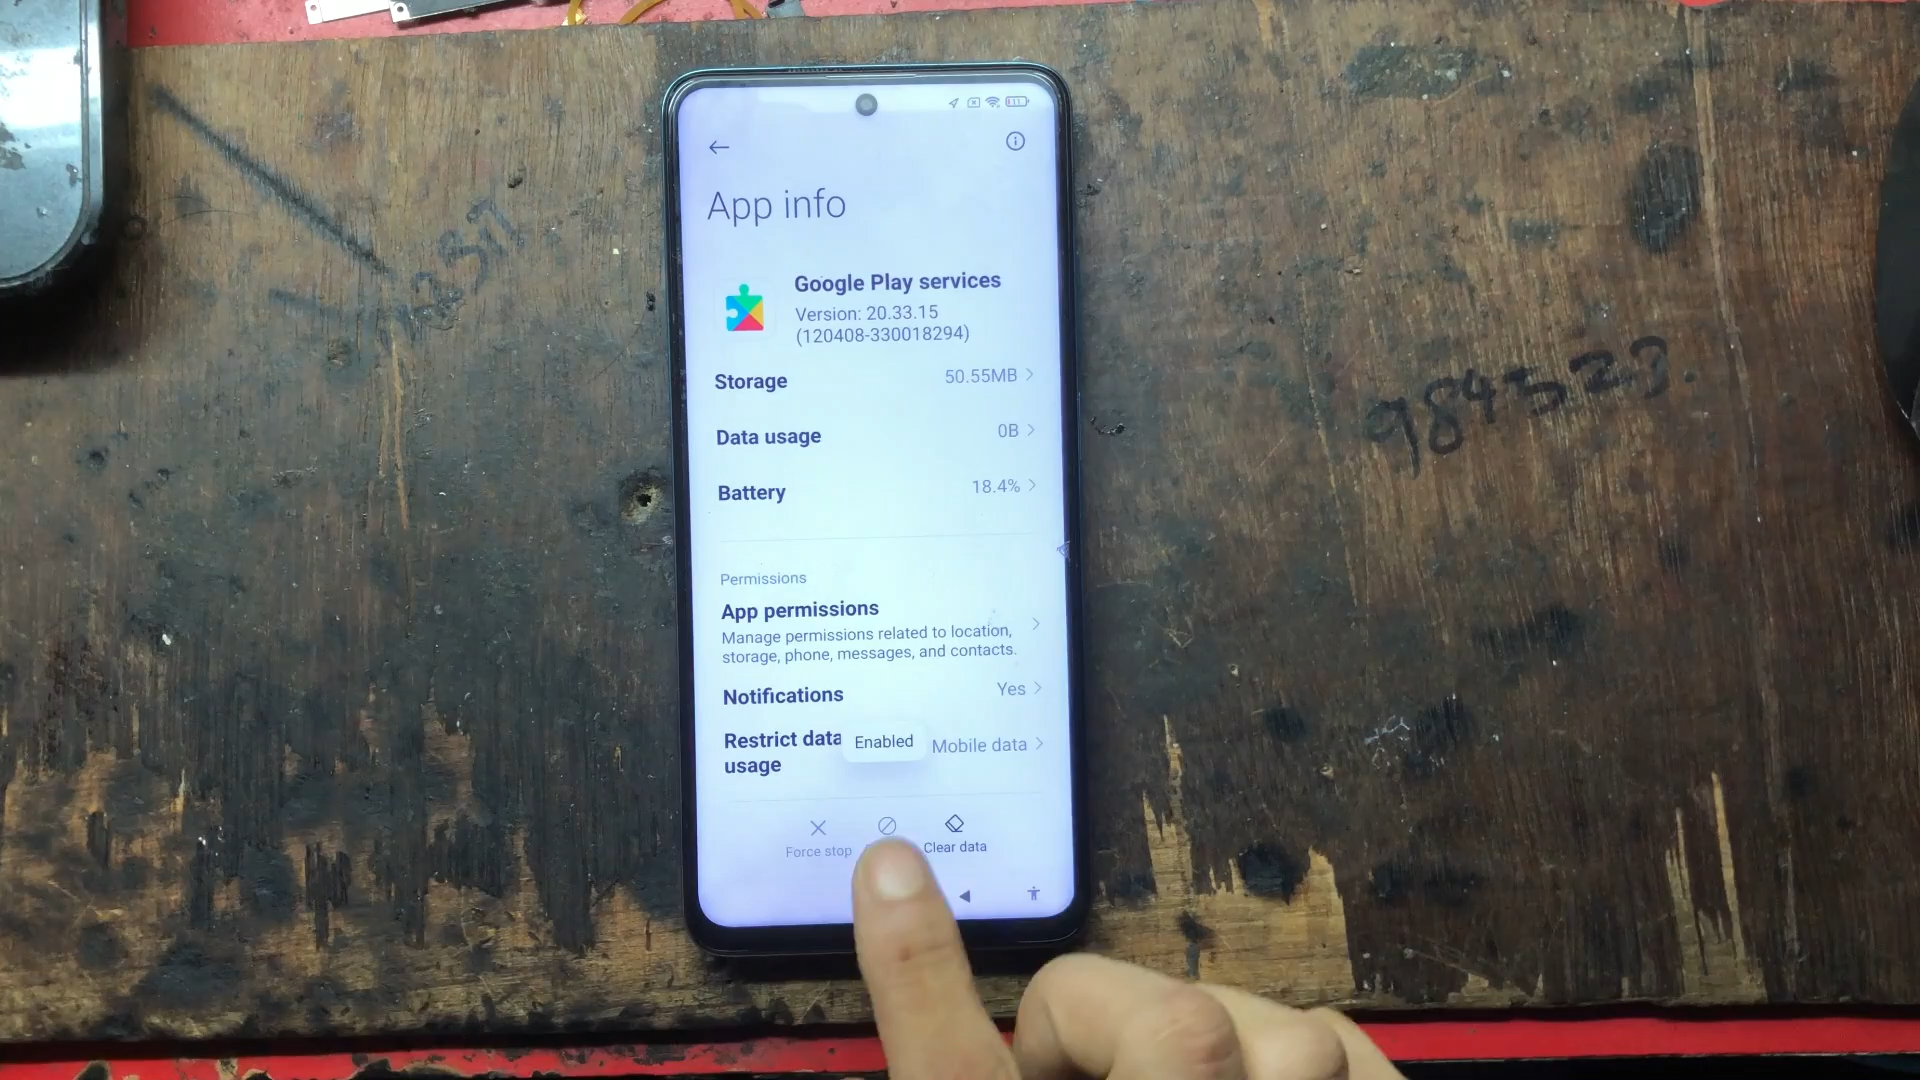 11
App info
Google Play services
Version: 20.33.15
(120408-330018294)
Storage 50.55MB
Data usage 0B
Battery 18.4%
Permissions
App permissions
Manage permissions related to location,
storage, phone, messages, and contacts.
Notifications Yes
Restrict data
usage
Enabled
Mobile data
Force stop
Clear data
984523